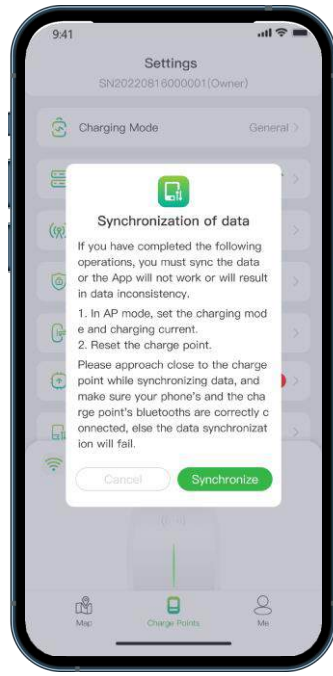 9:41
Settings
SN20220816000001(Owner)
Charging Mode
General >
Synchronization of data
If you have completed the following
operations, you must sync the data
or the App will not work or will result
in data inconsistency.
1. In AP mode, set the charging mod
e and charging current.
2. Reset the charge point.
Please approach close to the charge
point while synchronizing data, and
make sure your phone's and the cha
rge point's bluetooths are correctly c
onnected, else the data synchronizat
ion will fail.
Cancel
Synchronize
Map
Charge Points
Me